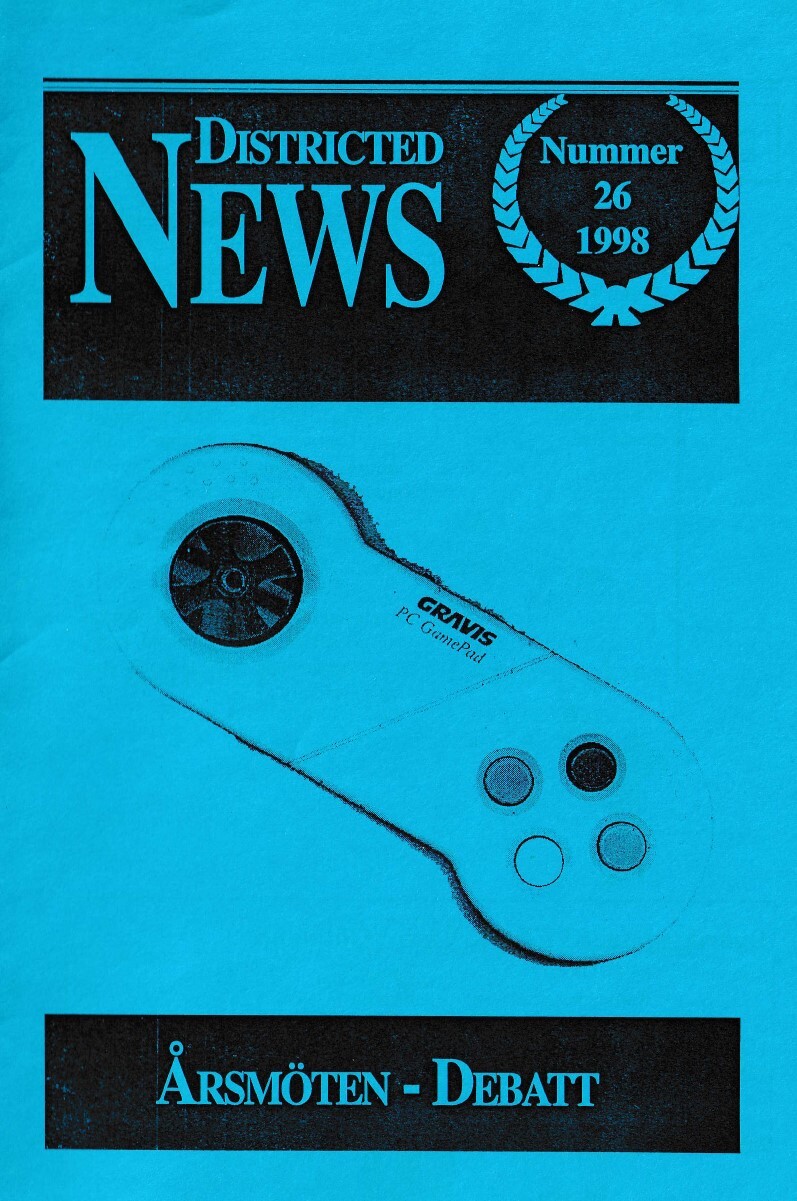 DISTRICTED
NEWS
Nummer
26
1998
GRAVIS
PC GamePad
ÅRSMÖTEN - DEBATT